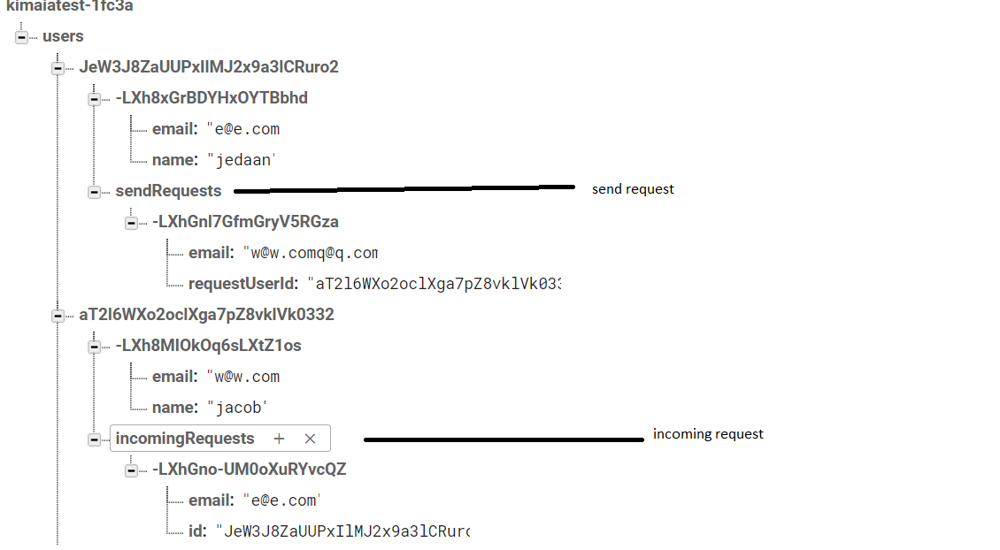 kimaiatest-1fc3a
users
JeW3J8ZaUUPxIlMJ2x9a3lCRuro2
-LXh8xGrBDYHxOYTBbhd
email: "e@e.com
name: "jedaan'
sendRequests send request
-LXhGnI7GfmGryV5RGza
email: "w@w.comq@q.com
requestUserId: "aT2l6WXo2oclXga7pZ8vklVk033
aT2l6WXo2oclXga7pZ8vklVk0332
-LXh8MIOkOq6sLXtZ1os
email: "w@w.com
name: "jacob'
incomingRequests + × incoming request
-LXhGno-UM0oXuRYvcQZ
email: "e@e.com'
id: "JeW3J8ZaUUPxIlMJ2x9a3lCRuro